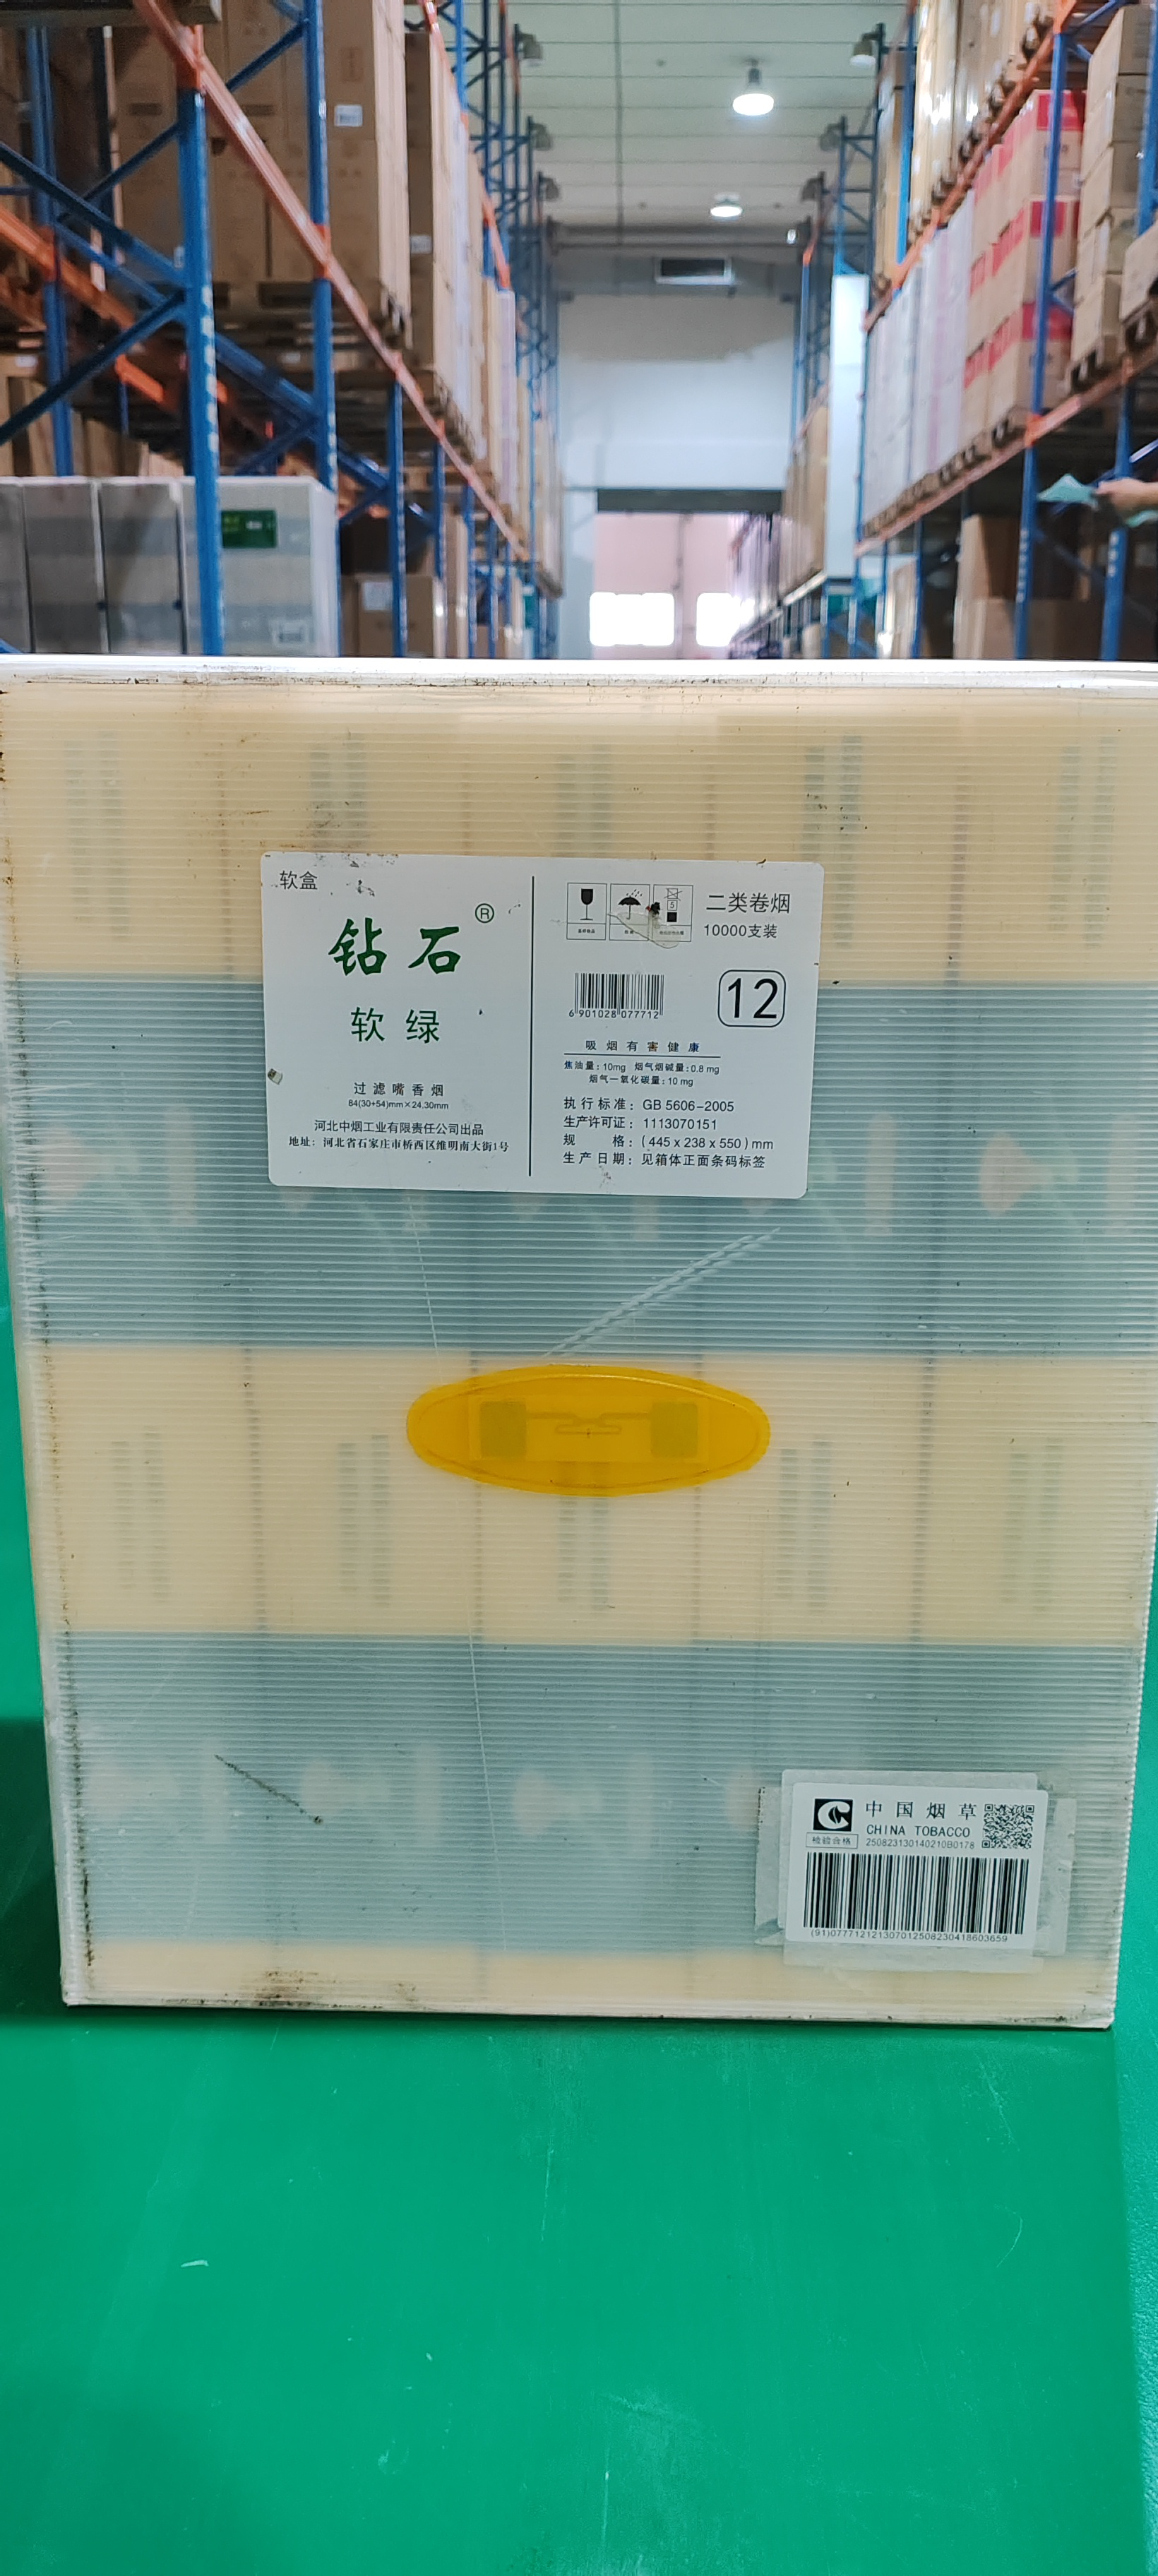 软盒
钻石®
软绿
过滤嘴香烟
84(30+54)mm×24.30mm
河北中烟工业有限责任公司出品
地址：河北省石家庄市桥西区维明南大街1号
5
二类卷烟
10000支装
6 901028 077712
12
吸烟有害健康
焦油量：10mg 烟气烟碱量：0.8 mg
烟气一氧化碳量：10 mg
执行标准：GB 5606-2005
生产许可证：1113070151
规 格：(445 x 238 x 550) mm
生产日期：见箱体正面条码标签
中国烟草
CHINA TOBACCO
检验合格
250823130140210B0178
(91)07771212130701250823041860365​9